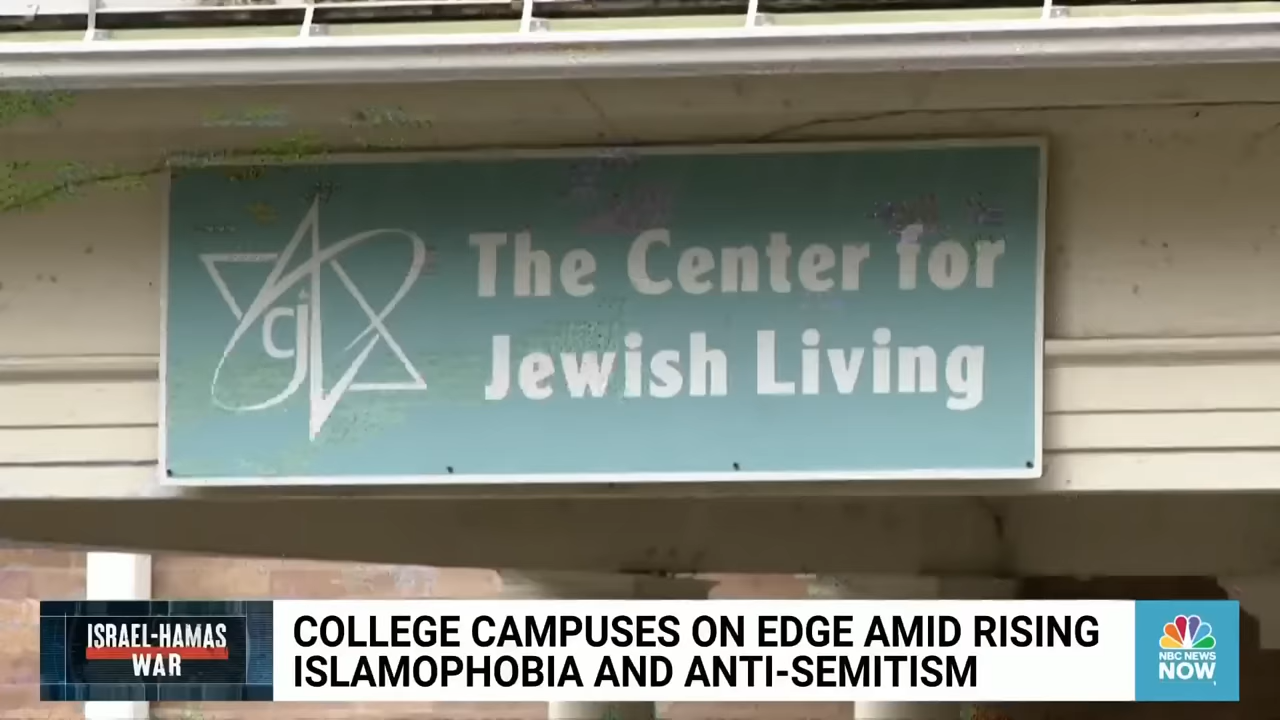 cjl
The Center for
Jewish Living
ISRAEL-HAMAS
WAR
COLLEGE CAMPUSES ON EDGE AMID RISING
ISLAMOPHOBIA AND ANTI-SEMITISM
NBC NEWS
NOW